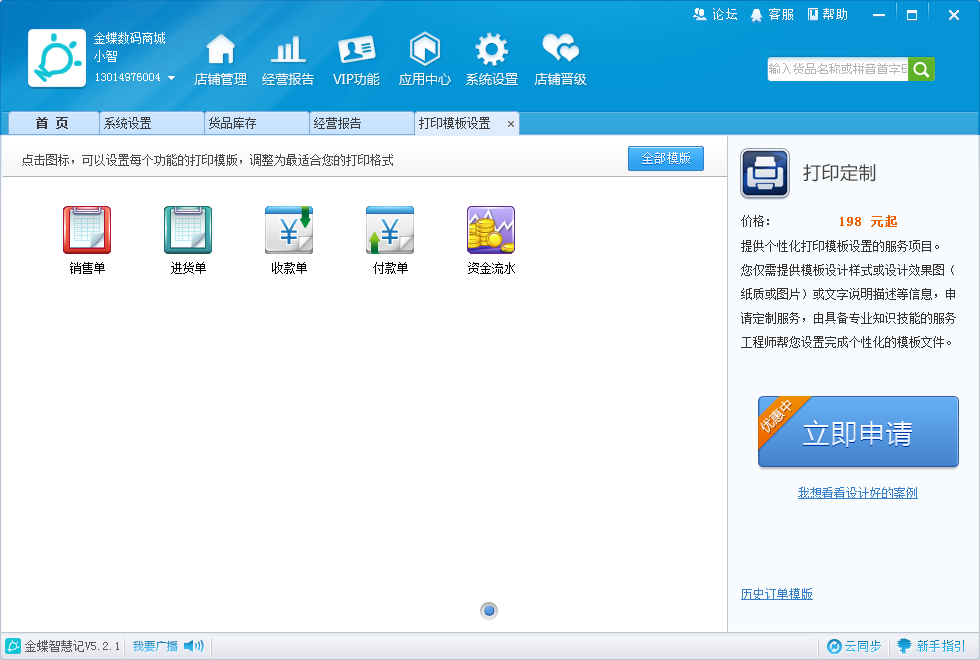 论坛 客服 帮助
金蝶数码商城
小智
13014976004
店铺管理 经营报告 VIP功能 应用中心 系统设置 店铺晋级
输入货品名称或拼音首字母
首 页 系统设置 货品库存 经营报告 打印模板设置
点击图标，可以设置每个功能的打印模版，调整为最适合您的打印格式
全部模版
销售单 进货单 收款单 付款单 资金流水
打印定制
价格： 198 元起
提供个性化打印模板设置的服务项目。
您仅需提供模板设计样式或设计效果图（
纸质或图片）或文字说明描述等信息，申
请定制服务，由具备专业知识技能的服务
工程师帮您设置完成个性化的模板文件。
优惠中
立即申请
我想看看设计好的案例
历史订单模版
金蝶智慧记V5.2.1 我要广播 云同步 新手指引